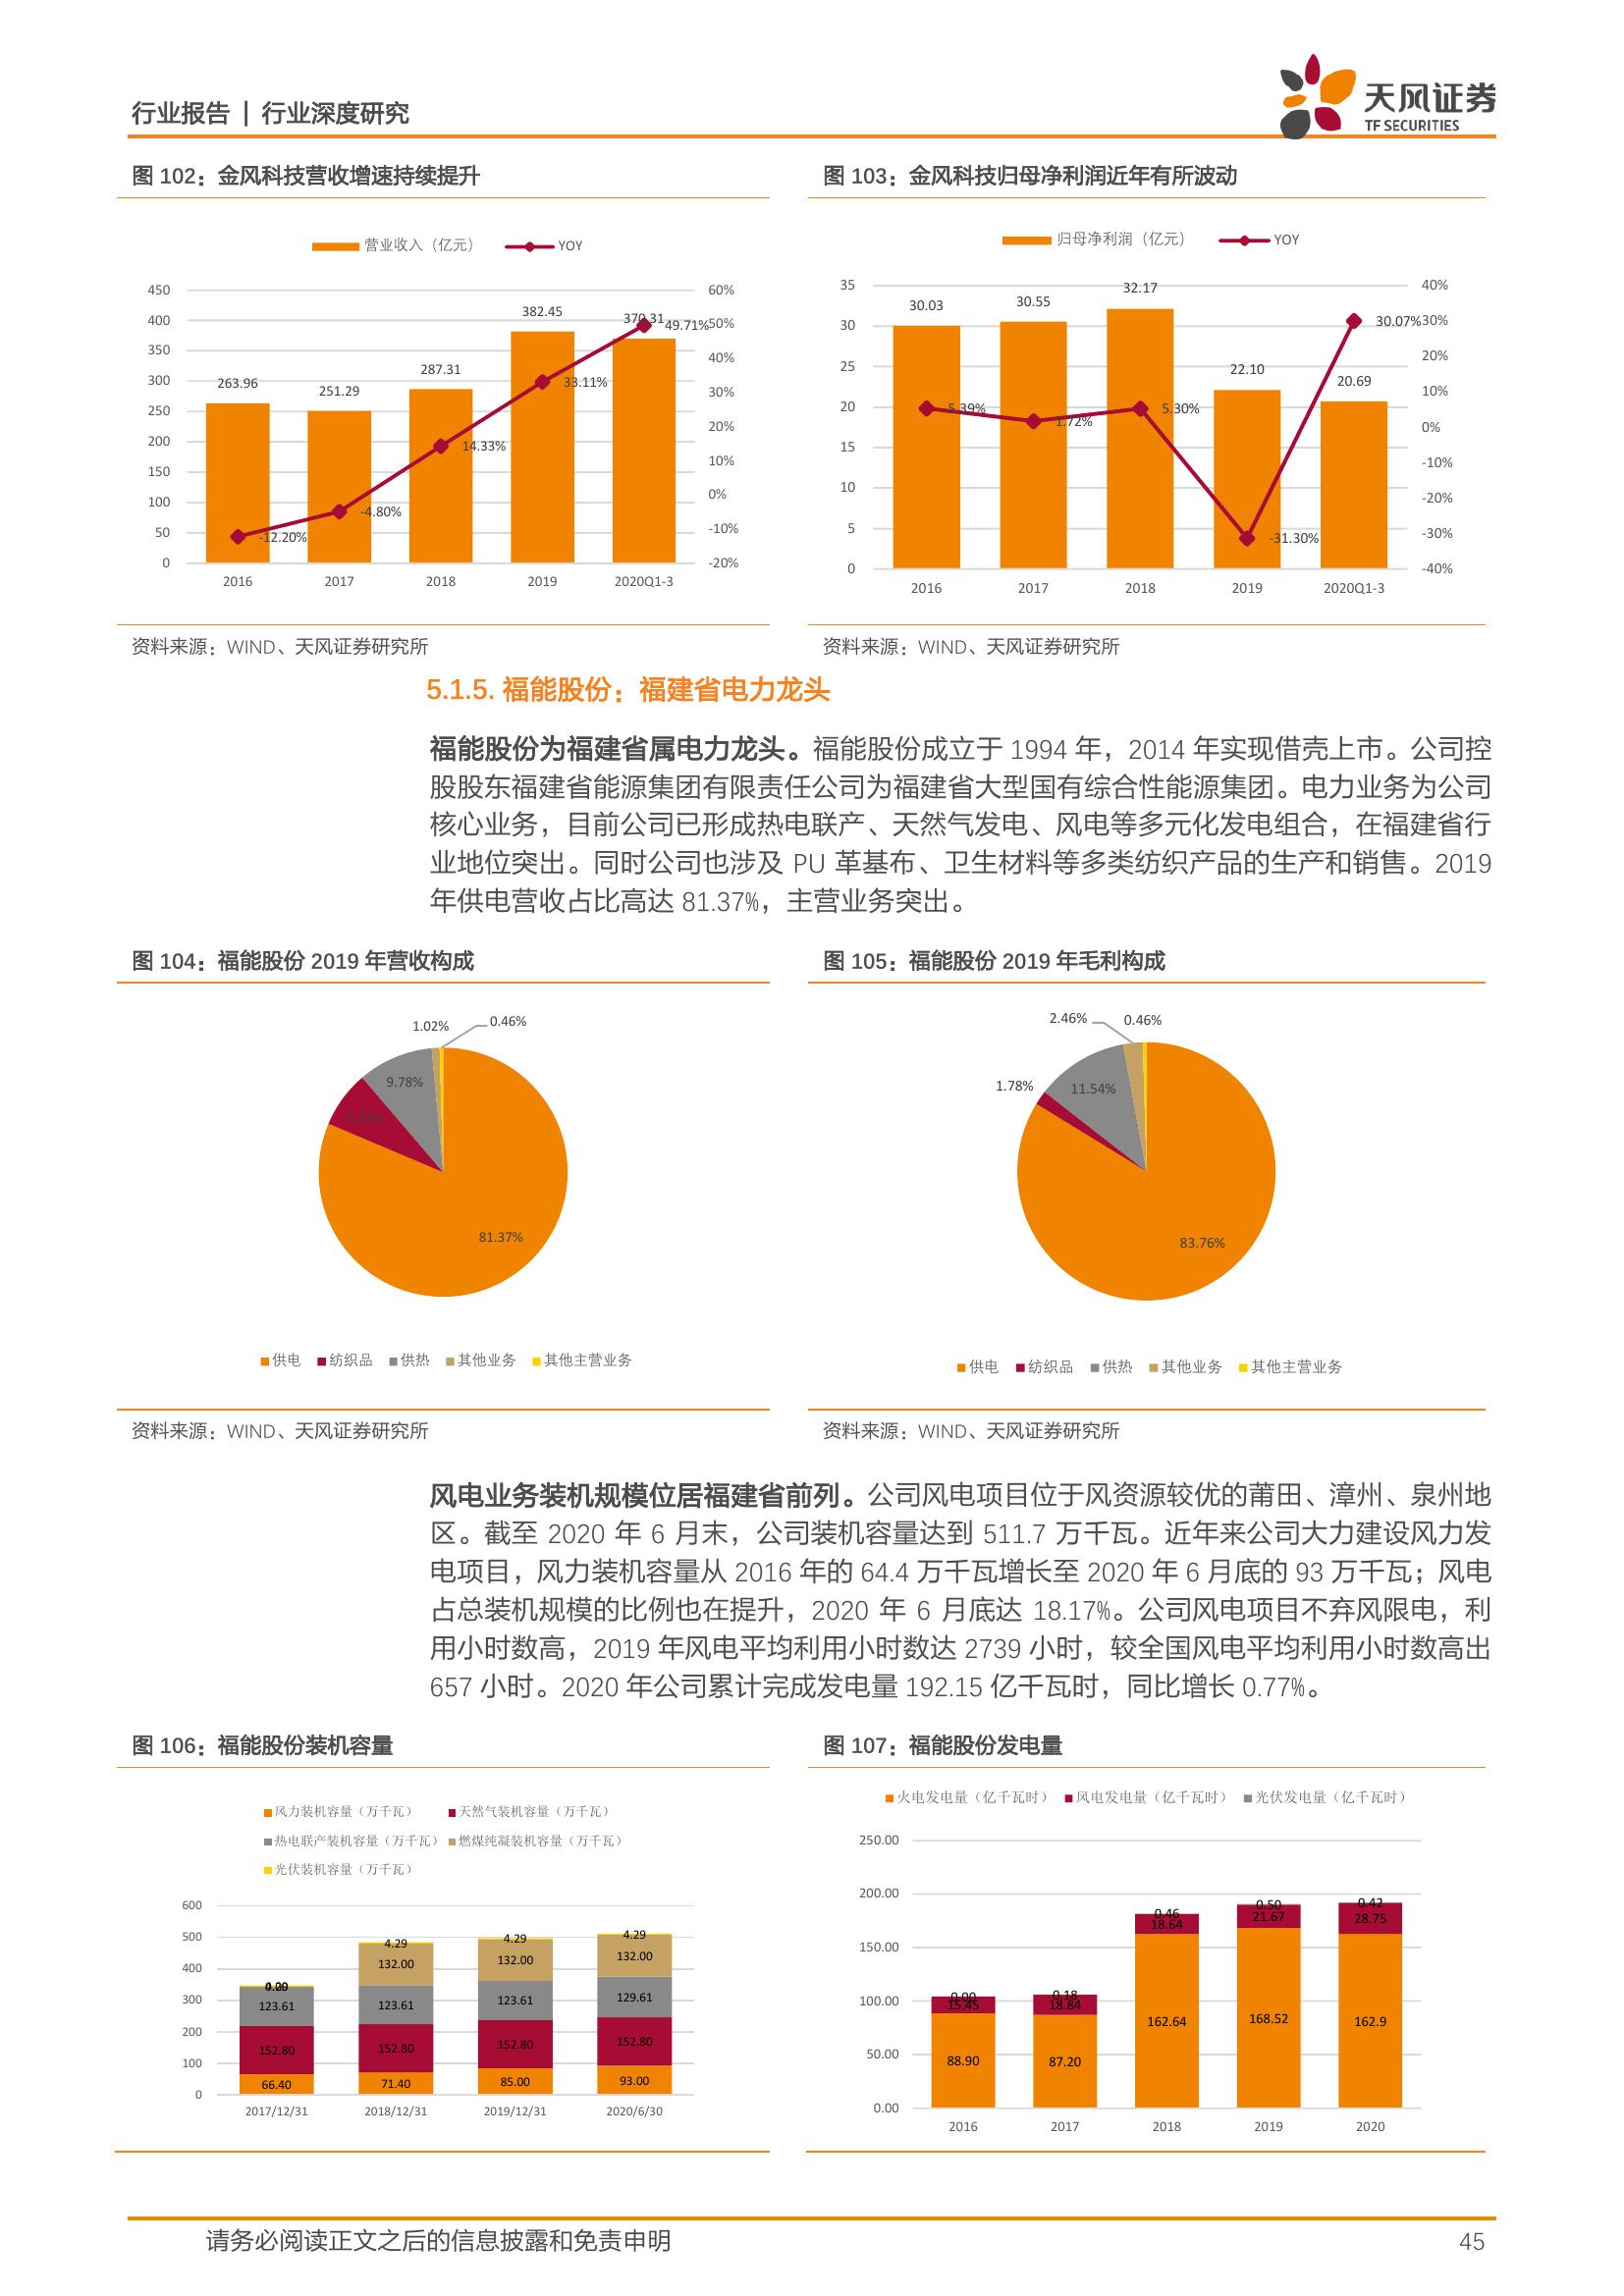 行业报告 | 行业深度研究
天风证券
TF SECURITIES
图 102：金风科技营收增速持续提升
营业收入（亿元） YOY
450
400
350
300
250
200
150
100
50
0
60%
50%
40%
30%
20%
10%
0%
-10%
-20%
263.96
251.29
287.31
382.45
370.31
-12.20%
-4.80%
14.33%
33.11%
49.71%
2016 2017 2018 2019 2020Q1-3
资料来源：WIND、天风证券研究所
图 103：金风科技归母净利润近年有所波动
归母净利润（亿元） YOY
35
30
25
20
15
10
5
0
40%
30%
20%
10%
0%
-10%
-20%
-30%
-40%
30.03
30.55
32.17
22.10
20.69
5.39%
1.72%
5.30%
-31.30%
30.07%
2016 2017 2018 2019 2020Q1-3
资料来源：WIND、天风证券研究所
5.1.5. 福能股份：福建省电力龙头
福能股份为福建省属电力龙头。福能股份成立于 1994 年，2014 年实现借壳上市。公司控
股股东福建省能源集团有限责任公司为福建省大型国有综合性能源集团。电力业务为公司
核心业务，目前公司已形成热电联产、天然气发电、风电等多元化发电组合，在福建省行
业地位突出。同时公司也涉及 PU 革基布、卫生材料等多类纺织产品的生产和销售。2019
年供电营收占比高达 81.37%，主营业务突出。
图 104：福能股份 2019 年营收构成
1.02%
0.46%
9.78%
81.37%
供电 纺织品 供热 其他业务 其他主营业务
资料来源：WIND、天风证券研究所
图 105：福能股份 2019 年毛利构成
2.46%
0.46%
1.78%
11.54%
83.76%
供电 纺织品 供热 其他业务 其他主营业务
资料来源：WIND、天风证券研究所
风电业务装机规模位居福建省前列。公司风电项目位于风资源较优的莆田、漳州、泉州地
区。截至 2020 年 6 月末，公司装机容量达到 511.7 万千瓦。近年来公司大力建设风力发
电项目，风力装机容量从 2016 年的 64.4 万千瓦增长至 2020 年 6 月底的 93 万千瓦；风电
占总装机规模的比例也在提升，2020 年 6 月底达 18.17%。公司风电项目不弃风限电，利
用小时数高，2019 年风电平均利用小时数达 2739 小时，较全国风电平均利用小时数高出
657 小时。2020 年公司累计完成发电量 192.15 亿千瓦时，同比增长 0.77%。
图 106：福能股份装机容量
风力装机容量（万千瓦） 天然气装机容量（万千瓦）
热电联产装机容量（万千瓦） 燃煤纯凝装机容量（万千瓦）
光伏装机容量（万千瓦）
600
500
400
300
200
100
0
123.61
152.80
66.40
4.29
132.00
123.61
152.80
71.40
4.29
132.00
123.61
152.80
85.00
4.29
132.00
129.61
152.80
93.00
2017/12/31 2018/12/31 2019/12/31 2020/6/30
图 107：福能股份发电量
火电发电量（亿千瓦时） 风电发电量（亿千瓦时） 光伏发电量（亿千瓦时）
250.00
200.00
150.00
100.00
50.00
0.00
0.00
15.45
88.90
0.18
18.84
87.20
0.46
18.64
162.64
0.50
21.67
168.52
0.42
28.75
162.9
2016 2017 2018 2019 2020
请务必阅读正文之后的信息披露和免责申明
45